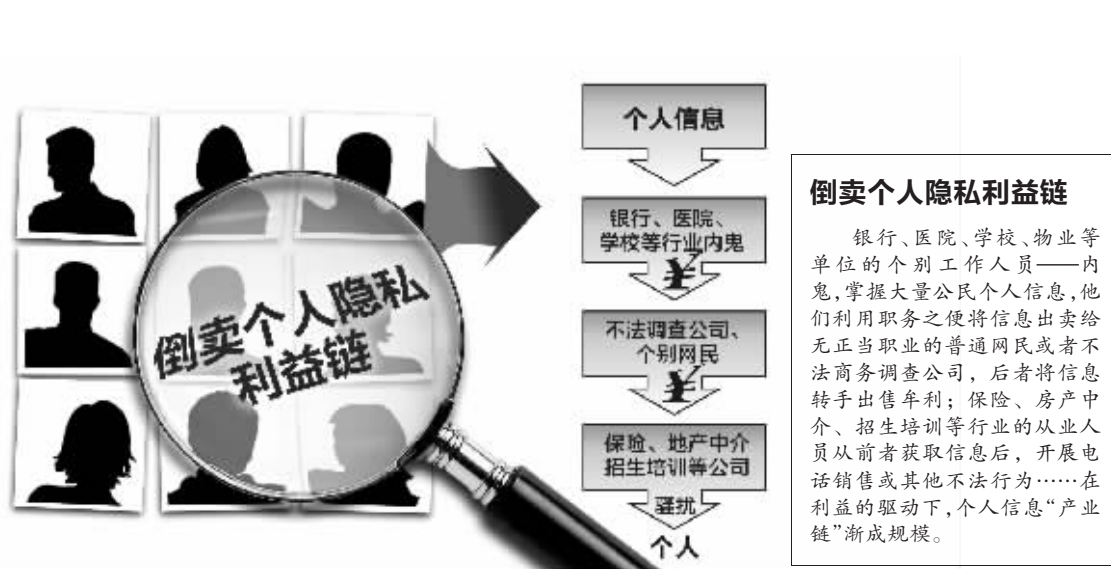 倒卖个人隐私
利益链
个人信息
银行、医院、
学校等行业内鬼
不法调查公司、
个别网民
保险、地产中介
招生培训等公司
骚扰
个人
倒卖个人隐私利益链
银行、医院、学校、物业等
单位的个别工作人员——内
鬼,掌握大量公民个人信息,他
们利用职务之便将信息出卖给
无正当职业的普通网民或者不
法商务调查公司，后者将信息
转手出售牟利；保险、房产中
介、招生培训等行业的从业人
员从前者获取信息后，开展电
话销售或其他不法行为……在
利益的驱动下,个人信息“产业
链”渐成规模。